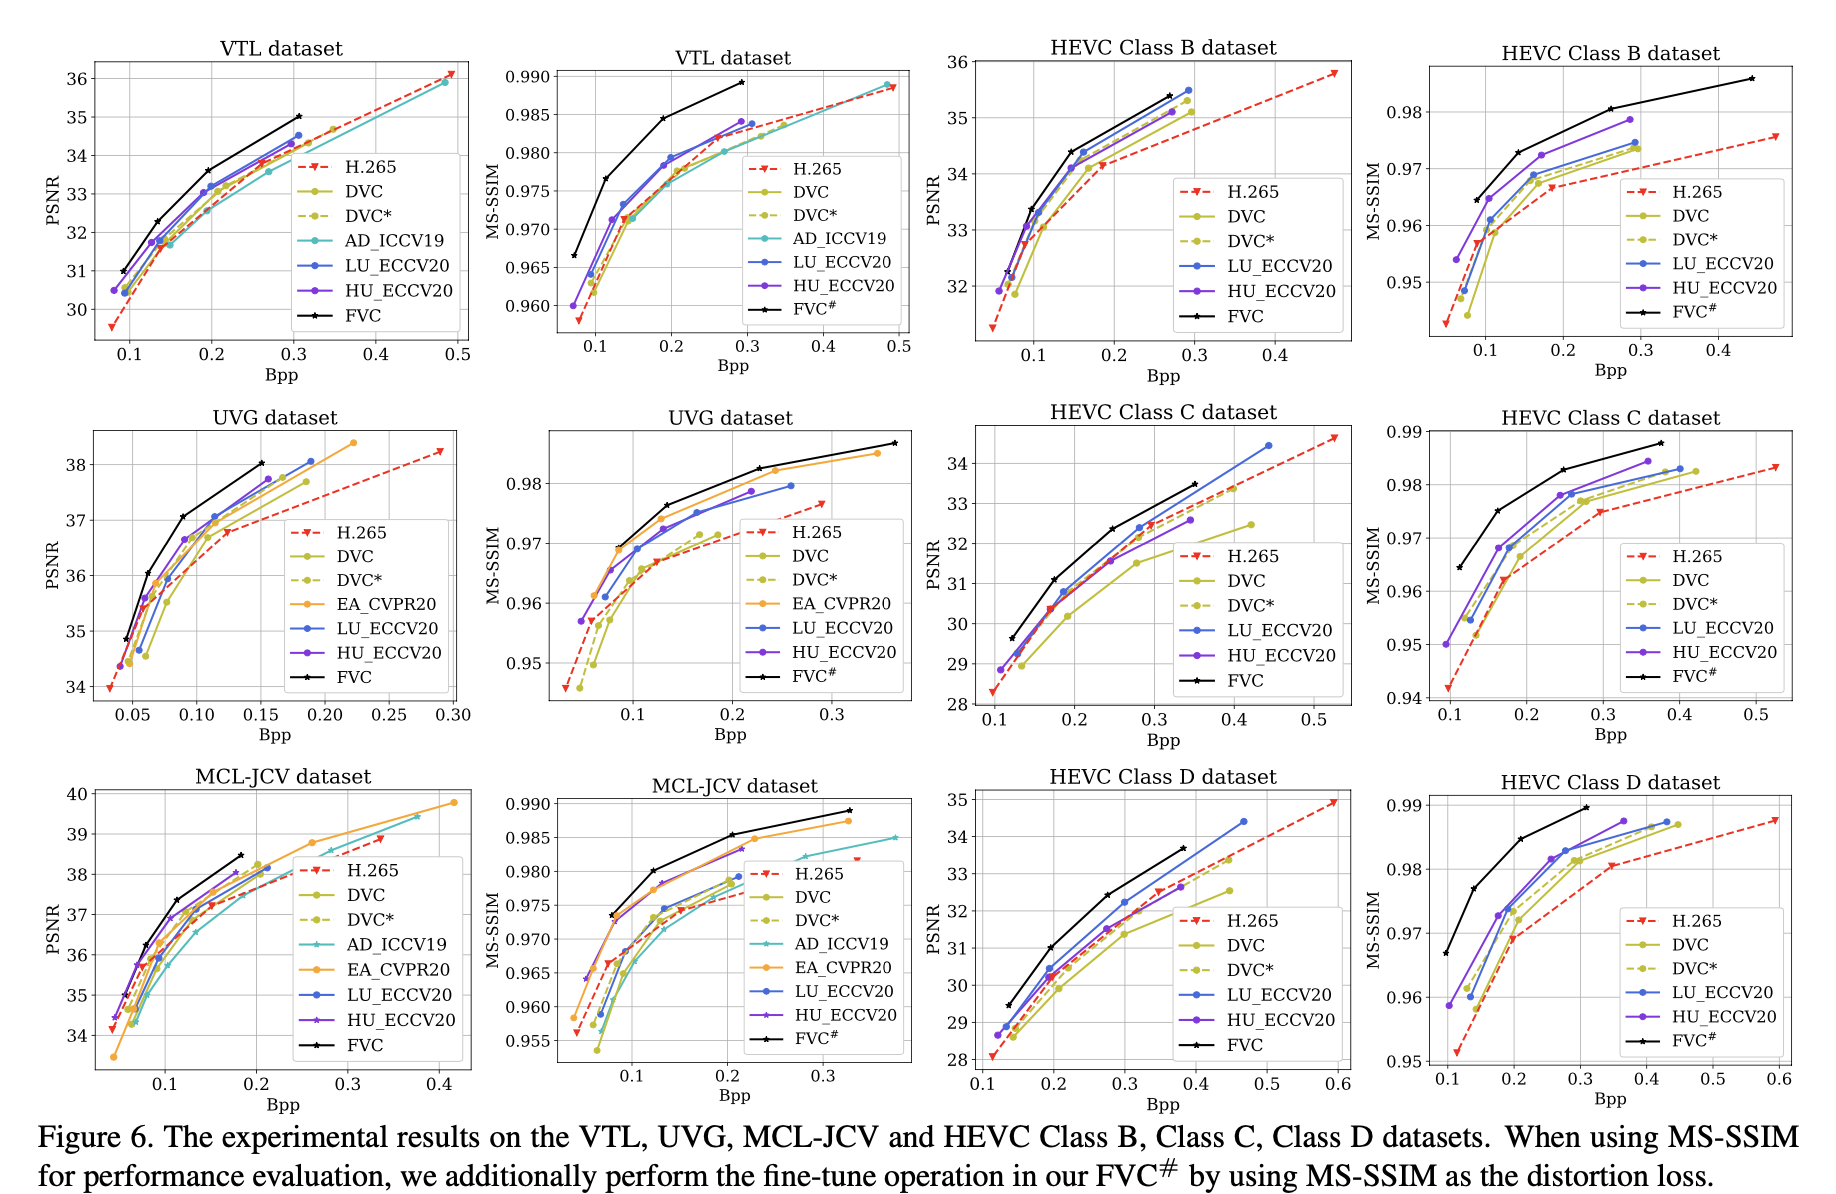 VTL dataset
PSNR
36
35
34
33
32
31
30
0.1 0.2 0.3 0.4 0.5
Bpp
H.265
DVC
DVC*
AD_ICCV19
LU_ECCV20
HU_ECCV20
FVC
VTL dataset
MS-SSIM
0.990
0.985
0.980
0.975
0.970
0.965
0.960
0.1 0.2 0.3 0.4 0.5
Bpp
H.265
DVC
DVC*
AD_ICCV19
LU_ECCV20
HU_ECCV20
FVC#
HEVC Class B dataset
PSNR
36
35
34
33
32
0.1 0.2 0.3 0.4
Bpp
H.265
DVC
DVC*
LU_ECCV20
HU_ECCV20
FVC
HEVC Class B dataset
MS-SSIM
0.98
0.97
0.96
0.95
0.1 0.2 0.3 0.4
Bpp
H.265
DVC
DVC*
LU_ECCV20
HU_ECCV20
FVC#
UVG dataset
PSNR
38
37
36
35
34
0.05 0.10 0.15 0.20 0.25 0.30
Bpp
H.265
DVC
DVC*
EA_CVPR20
LU_ECCV20
HU_ECCV20
FVC
UVG dataset
MS-SSIM
0.98
0.97
0.96
0.95
0.1 0.2 0.3
Bpp
H.265
DVC
DVC*
EA_CVPR20
LU_ECCV20
HU_ECCV20
FVC#
HEVC Class C dataset
PSNR
34
33
32
31
30
29
28
0.1 0.2 0.3 0.4 0.5
Bpp
H.265
DVC
DVC*
LU_ECCV20
HU_ECCV20
FVC
HEVC Class C dataset
MS-SSIM
0.99
0.98
0.97
0.96
0.95
0.94
0.1 0.2 0.3 0.4 0.5
Bpp
H.265
DVC
DVC*
LU_ECCV20
HU_ECCV20
FVC#
MCL-JCV dataset
PSNR
40
39
38
37
36
35
34
0.1 0.2 0.3 0.4
Bpp
H.265
DVC
DVC*
AD_ICCV19
EA_CVPR20
LU_ECCV20
HU_ECCV20
FVC
MCL-JCV dataset
MS-SSIM
0.990
0.985
0.980
0.975
0.970
0.965
0.960
0.955
0.1 0.2 0.3
Bpp
H.265
DVC
DVC*
AD_ICCV19
EA_CVPR20
LU_ECCV20
HU_ECCV20
FVC#
HEVC Class D dataset
PSNR
35
34
33
32
31
30
29
28
0.1 0.2 0.3 0.4 0.5 0.6
Bpp
H.265
DVC
DVC*
LU_ECCV20
HU_ECCV20
FVC
HEVC Class D dataset
MS-SSIM
0.99
0.98
0.97
0.96
0.95
0.1 0.2 0.3 0.4 0.5 0.6
Bpp
H.265
DVC
DVC*
LU_ECCV20
HU_ECCV20
FVC#
Figure 6. The experimental results on the VTL, UVG, MCL-JCV and HEVC Class B, Class C, Class D datasets. When using MS-SSIM
for performance evaluation, we additionally perform the fine-tune operation in our FVC# by using MS-SSIM as the distortion loss.